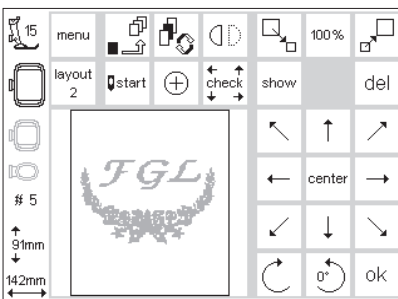 15 menu 100%
layout start check show del
2
FGL
center
# 5
91mm
0° ok
142mm